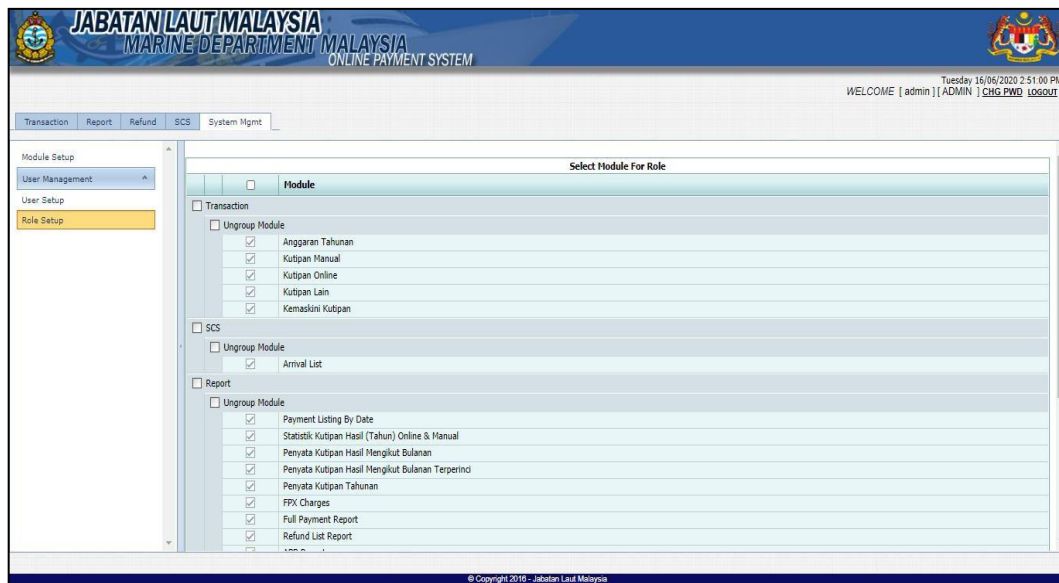 JABATAN LAUT MALAYSIA
MARINE DEPARTMENT MALAYSIA
ONLINE PAYMENT SYSTEM
Tuesday 16/06/2020 2:51:00 PM
WELCOME [ admin ] [ ADMIN ] CHG PWD LOGOUT
Transaction Report Refund SCS System Mgmt
Module Setup
User Management
User Setup
Role Setup
Select Module For Role
Module
Transaction
Ungroup Module
Anggaran Tahunan
Kutipan Manual
Kutipan Online
Kutipan Lain
Kemaskini Kutipan
SCS
Ungroup Module
Arrival List
Report
Ungroup Module
Payment Listing By Date
Statistik Kutipan Hasil (Tahun) Online & Manual
Penyata Kutipan Hasil Mengikut Bulanan
Penyata Kutipan Hasil Mengikut Bulanan Terperinci
Penyata Kutipan Tahunan
FPX Charges
Full Payment Report
Refund List Report
© Copyright 2016 - Jabatan Laut Malaysia